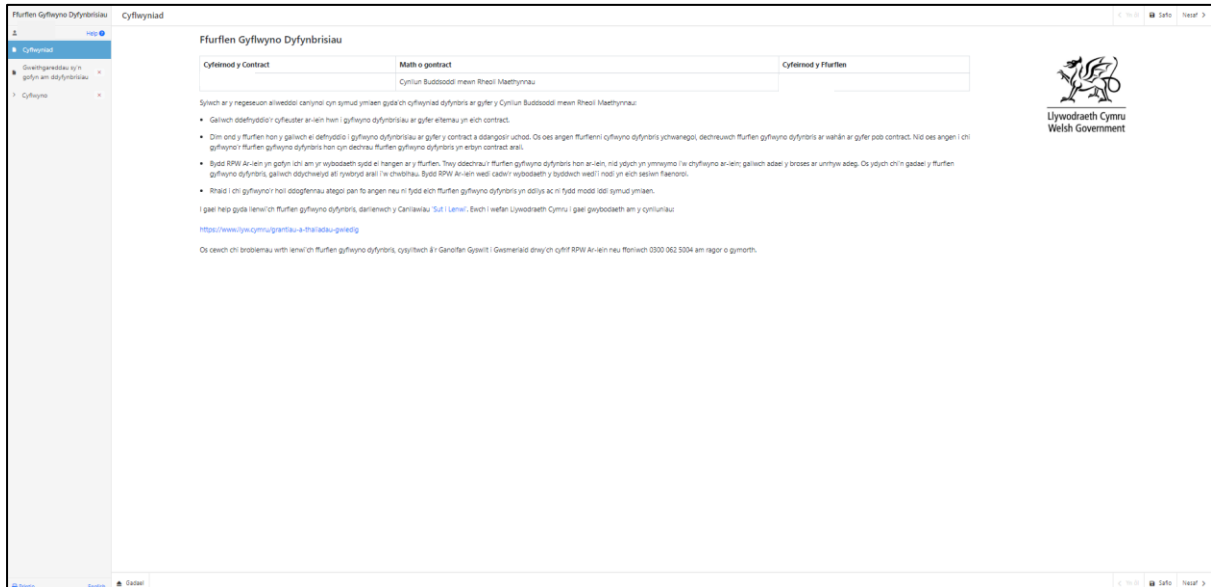 Ffurflen Gyflwyno Dyfynbrisiau
Cyflwyniad
Safio
Nesaf >
Help
Cyflwyniad
Gweithgareddau sy'n
gofyn am ddyfynbrisiau
Cyflwyno
Ffurflen Gyflwyno Dyfynbrisiau
Cyfeirnod y Contract
Math o gontract
Cyfeirnod y Ffurflen
Cynllun Buddsoddi mewn Rheoli Maethynnau
Llywodraeth Cymru
Welsh Government
Sylwch ar y negeseuon allweddol canlynol cyn symud ymlaen gyda'ch cyflwyniad dyfynbris ar gyfer y Cynllun Buddsoddi mewn Rheoli Maethynnau:
• Gallwch ddefnyddio'r cyfleuster ar-lein hwn i gyflwyno dyfynbrisiau ar gyfer eitemau yn eich contract.
• Dim ond y ffurflen hon y gallwch ei defnyddio i gyflwyno dyfynbrisiau ar gyfer y contract a ddangosir uchod. Os oes angen ffurflenni cyflwyno dyfynbris ychwanegol, dechreuwch ffurflen gyflwyno dyfynbris ar wahân ar gyfer pob contract. Nid oes angen i chi
gyflwyno'r ffurflen gyflwyno dyfynbris hon cyn dechrau ffurflen gyflwyno dyfynbris yn erbyn contract arall.
• Bydd RPW Ar-lein yn gofyn ichi am yr wybodaeth sydd ei hangen ar y ffurflen. Trwy ddechrau'r ffurflen gyflwyno dyfynbris hon ar-lein, nid ydych yn ymrwymo i'w chyflwyno ar-lein; gallwch adael y broses ar unrhyw adeg. Os ydych chi'n gadael y ffurflen
gyflwyno dyfynbris, gallwch ddychwelyd ati rywbryd arall i'w chwblhau. Bydd RPW Ar-lein wedi cadw'r wybodaeth y byddwch wedi'i nodi yn eich sesiwn flaenorol.
• Rhaid i chi gyflwyno'r holl ddogfennau ategol pan fo angen neu ni fydd eich ffurflen gyflwyno dyfynbris yn ddilys ac ni fydd modd iddi symud ymlaen.
I gael help gyda llenwi'ch ffurflen gyflwyno dyfynbris, darllenwch y Canllawiau 'Sut i Lenwi'. Ewch i wefan Llywodraeth Cymru i gael gwybodaeth am y cynlluniau:
https://www.llyw.cymru/grantiau-a-thaliadau-gwledig
Os cewch chi broblemau wrth lenwi'ch ffurflen gyflwyno dyfynbris, cysylltwch â'r Ganolfan Gyswllt i Gwsmeriaid drwy'ch cyfrif RPW Ar-lein neu ffoniwch 0300 062 5004 am ragor o gymorth.
English
Gadael
Safio
Nesaf >